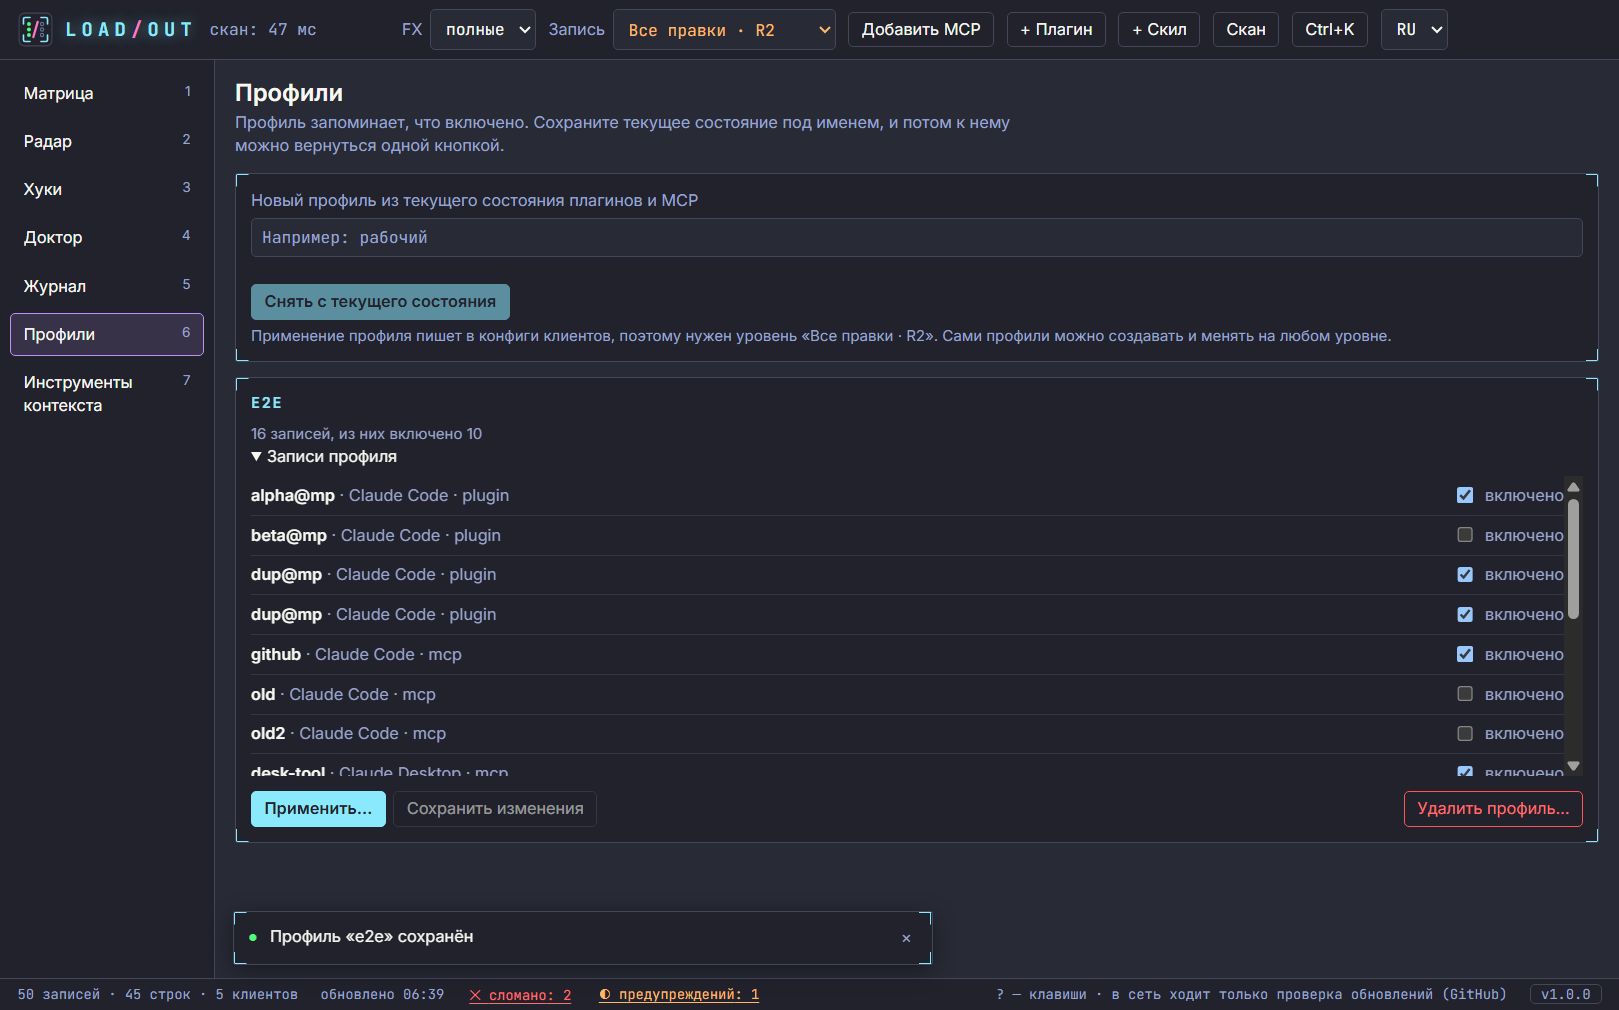 LOAD/OUT скан: 47 мс FX полные Запись Все правки · R2 Добавить MCP + Плагин + Скил Скан Ctrl+K RU
Матрица 1
Радар 2
Хуки 3
Доктор 4
Журнал 5
Профили 6
Инструменты контекста 7
Профили
Профиль запоминает, что включено. Сохраните текущее состояние под именем, и потом к нему
можно вернуться одной кнопкой.
Новый профиль из текущего состояния плагинов и MCP
Например: рабочий
Снять с текущего состояния
Применение профиля пишет в конфиги клиентов, поэтому нужен уровень «Все правки · R2». Сами профили можно создавать и менять на любом уровне.
E2E
16 записей, из них включено 10
▼ Записи профиля
alpha@mp · Claude Code · plugin включено
beta@mp · Claude Code · plugin включено
dup@mp · Claude Code · plugin включено
dup@mp · Claude Code · plugin включено
github · Claude Code · mcp включено
old · Claude Code · mcp включено
old2 · Claude Code · mcp включено
desk-tool · Claude Desktop · mcp включено
Применить... Сохранить изменения Удалить профиль...
Профиль «e2e» сохранён ×
50 записей · 45 строк · 5 клиентов обновлено 06:39 × сломано: 2 ◐ предупреждений: 1 ? — клавиши · в сеть ходит только проверка обновлений (GitHub) v1.0.0